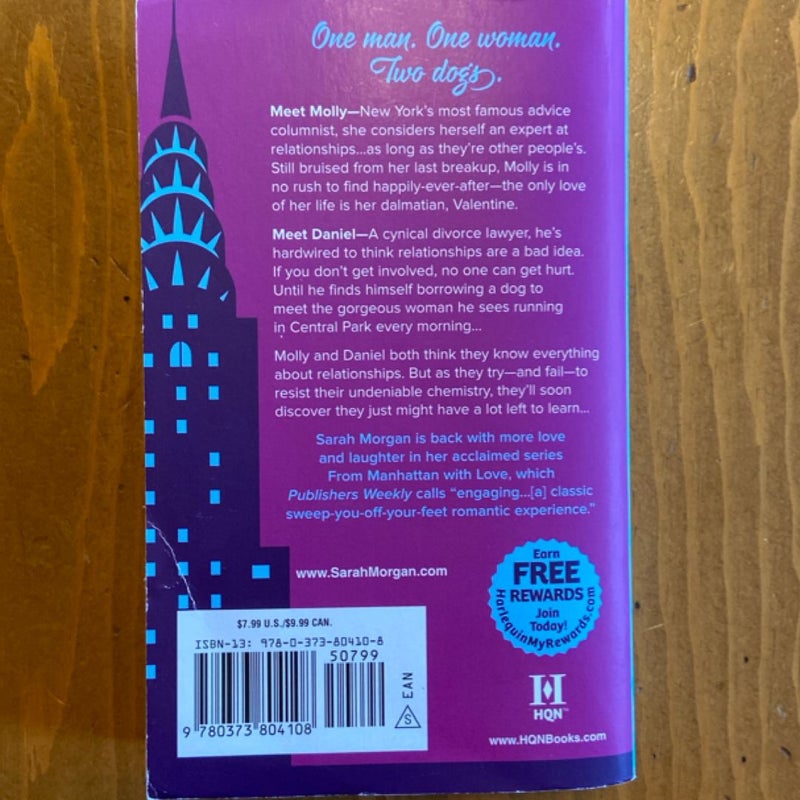 One man. One woman.
Two dogs.
Meet Molly—New York's most famous advice
columnist, she considers herself an expert at
relationships...as long as they're other people's.
Still bruised from her last breakup, Molly is in
no rush to find happily-ever-after—the only love
of her life is her dalmatian, Valentine.
Meet Daniel—A cynical divorce lawyer, he's
hardwired to think relationships are a bad idea.
If you don't get involved, no one can get hurt.
Until he finds himself borrowing a dog to
meet the gorgeous woman he sees running
in Central Park every morning...
Molly and Daniel both think they know everything
about relationships. But as they try—and fail—to
resist their undeniable chemistry, they'll soon
discover they just might have a lot left to learn...
Sarah Morgan is back with more love
and laughter in her acclaimed series
From Manhattan with Love, which
Publishers Weekly calls “engaging...[a] classic
sweep-you-off-your-feet romantic experience.”
www.SarahMorgan.com
Earn
FREE
REWARDS
Join
Today!
HarlequinMyRewards.com
$7.99 U.S./$9.99 CAN.
ISBN-13: 978-0-373-80410-8
50799
EAN
S
9 780373 804108
H
HQN™
www.HQNBooks.com